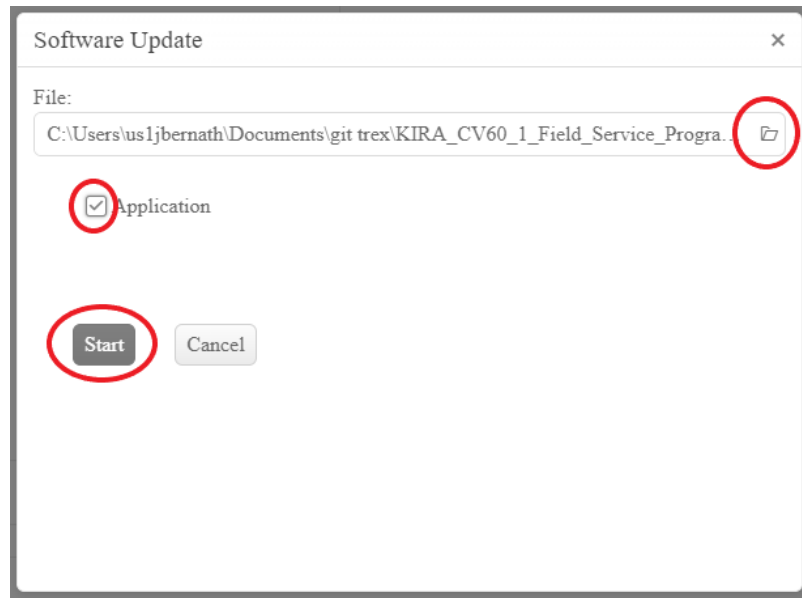 Software Update
File:
C:\Users\us1jbernath\Documents\git trex\KIRA_CV60_1_Field_Service_Progra...
Application
Start
Cancel